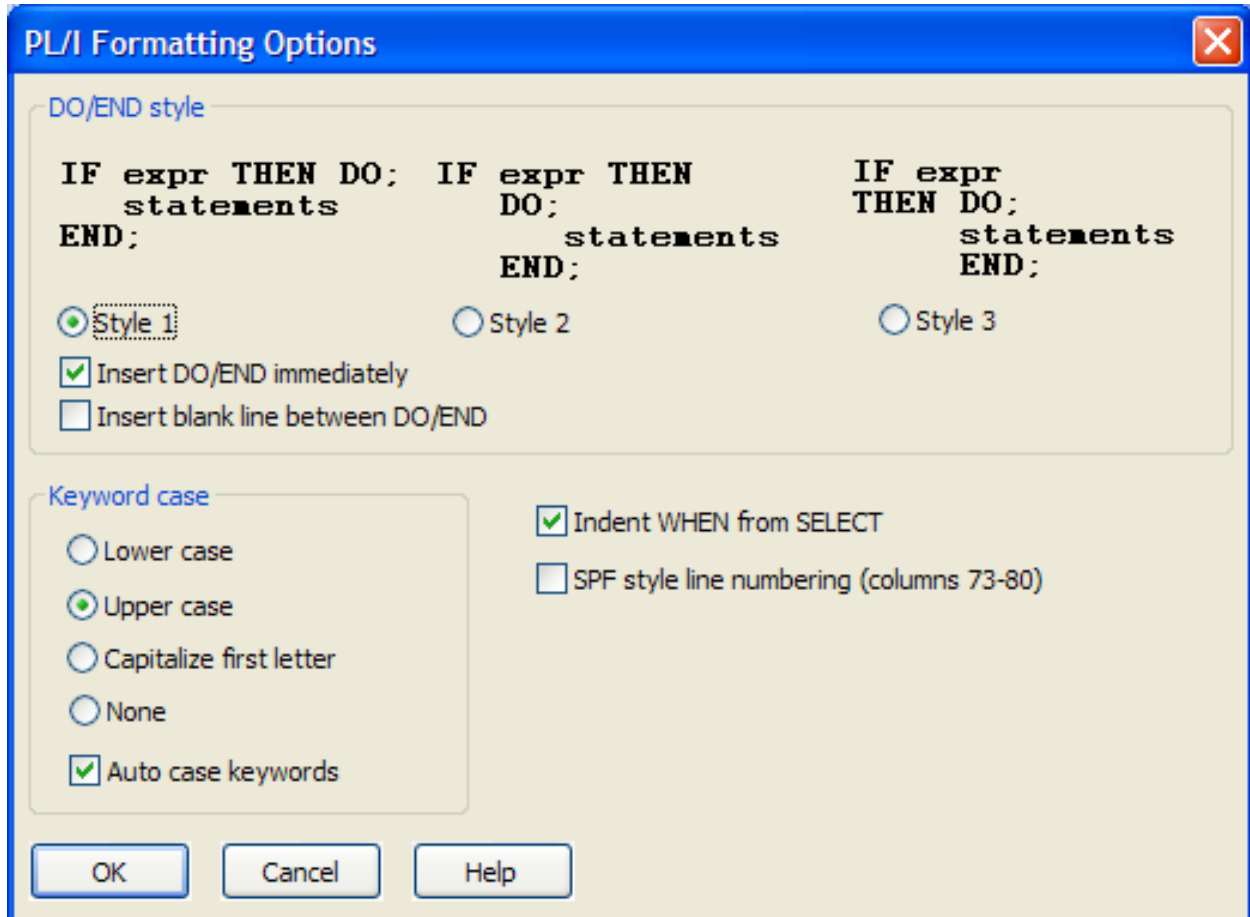 PL/I Formatting Options
DO/END style
IF expr THEN DO;
statements
END;
IF expr THEN
DO;
statements
END;
IF expr
THEN DO;
statements
END;
Style 1
Style 2
Style 3
Insert DO/END immediately
Insert blank line between DO/END
Keyword case
Lower case
Upper case
Capitalize first letter
None
Auto case keywords
Indent WHEN from SELECT
SPF style line numbering (columns 73-80)
OK
Cancel
Help